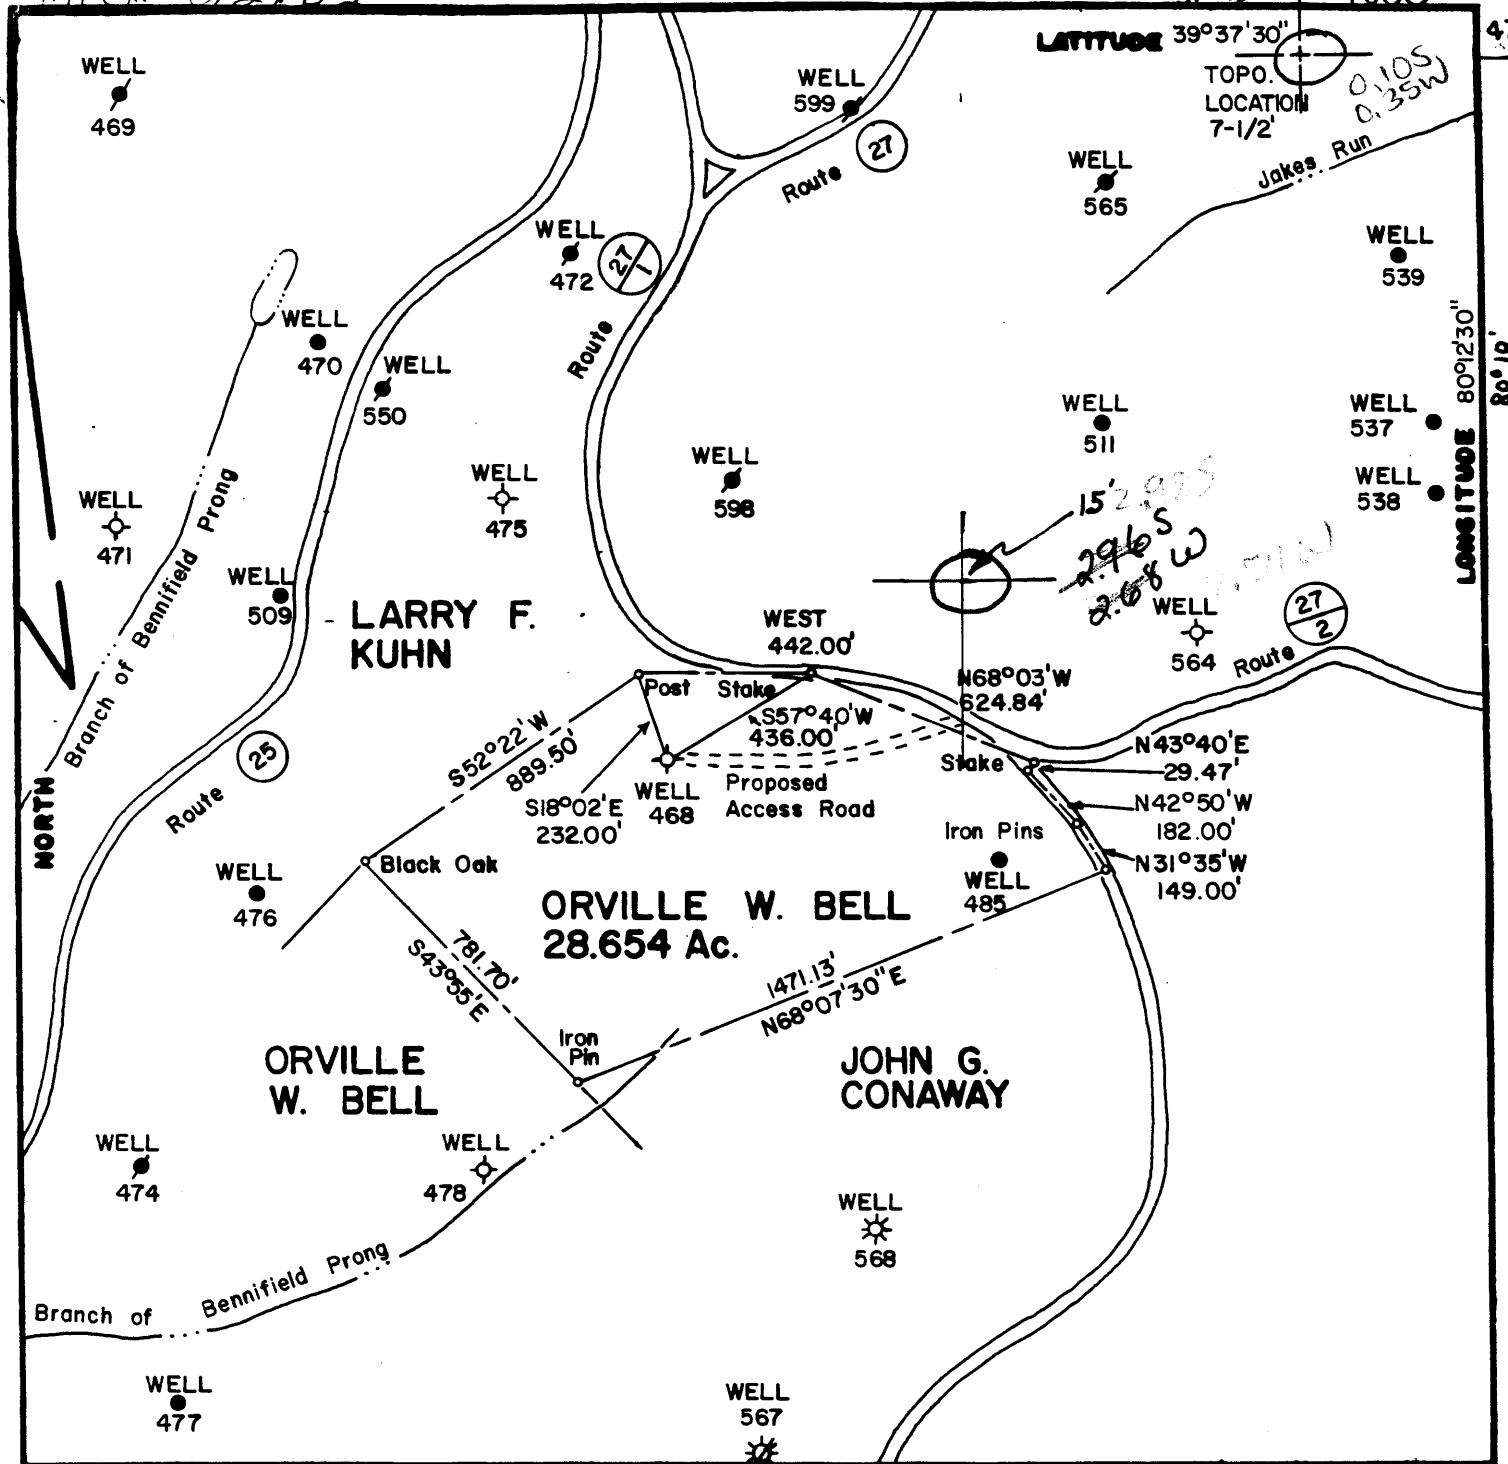 LATITUDE 39°37'30"
TOPO.
LOCATION
7-1/2'
0.10S
0.35W
WELL
469
WELL
599
Route 27
WELL
565
Jakes Run
WELL
472
27/1
Route
WELL
539
WELL
470
WELL
550
LONGITUDE 80°12'30"
WELL
511
WELL
537
WELL
538
WELL
598
WELL
475
WELL
471
Branch of Bennifield Prong
15'
2.96 S
2.68 W
WELL
509
LARRY F.
KUHN
WEST
442.00'
WELL
564
Route 27/2
Post
Stake
N68°03'W
624.84'
S57°40'W
436.00'
S52°22'W
889.50'
S18°02'E
232.00'
WELL
468
Proposed
Access Road
Stake
N43°40'E
29.47'
N42°50'W
182.00'
N31°35'W
149.00'
Route 25
NORTH
Iron Pins
WELL
485
Black Oak
WELL
476
ORVILLE W. BELL
28.654 Ac.
781.70'
S43°55'E
1471.13'
N68°07'30"E
Iron
Pin
ORVILLE
W. BELL
JOHN G.
CONAWAY
WELL
474
WELL
478
WELL
568
Branch of Bennifield Prong
WELL
477
WELL
567